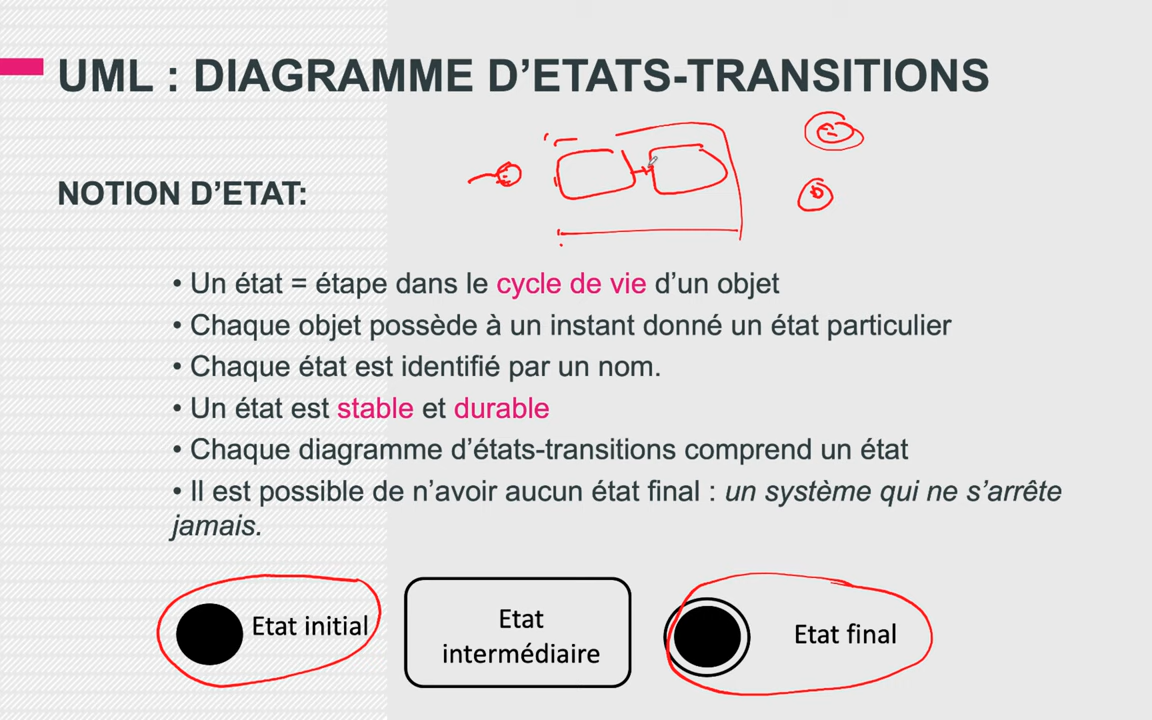 UML : DIAGRAMME D’ETATS-TRANSITIONS
NOTION D’ETAT:
• Un état = étape dans le cycle de vie d’un objet
• Chaque objet possède à un instant donné un état particulier
• Chaque état est identifié par un nom.
• Un état est stable et durable
• Chaque diagramme d’états-transitions comprend un état
• Il est possible de n’avoir aucun état final : un système qui ne s’arrête
jamais.
Etat initial
Etat
intermédiaire
Etat final